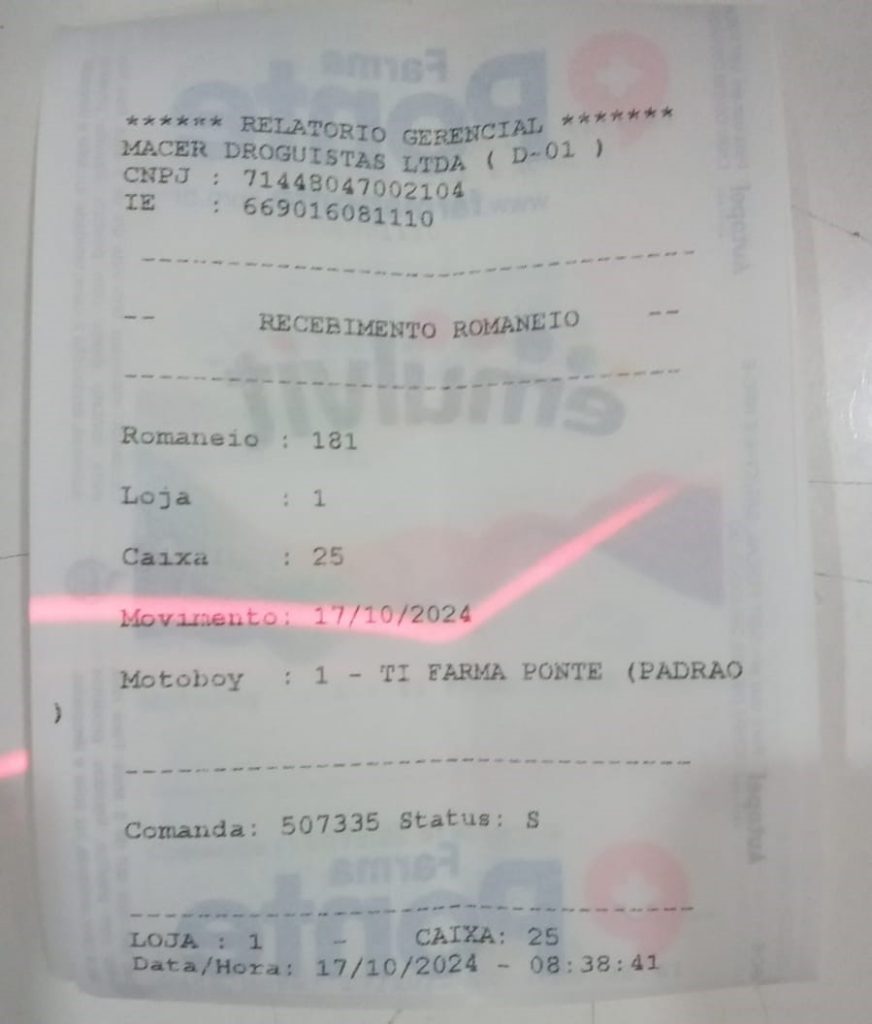 ****** RELATORIO GERENCIAL *******
MACER DROGUISTAS LTDA ( D-01 )
CNPJ : 71448047002104
IE : 669016081110
--------------------------------
-- RECEBIMENTO ROMANEIO --
--------------------------------
Romaneio : 181
Loja : 1
Caixa : 25
Movimento: 17/10/2024
Motoboy : 1 - TI FARMA PONTE (PADRAO
)
--------------------------------
Comanda: 507335 Status: S
--------------------------------
LOJA : 1 - CAIXA: 25
Data/Hora: 17/10/2024 - 08:38:41